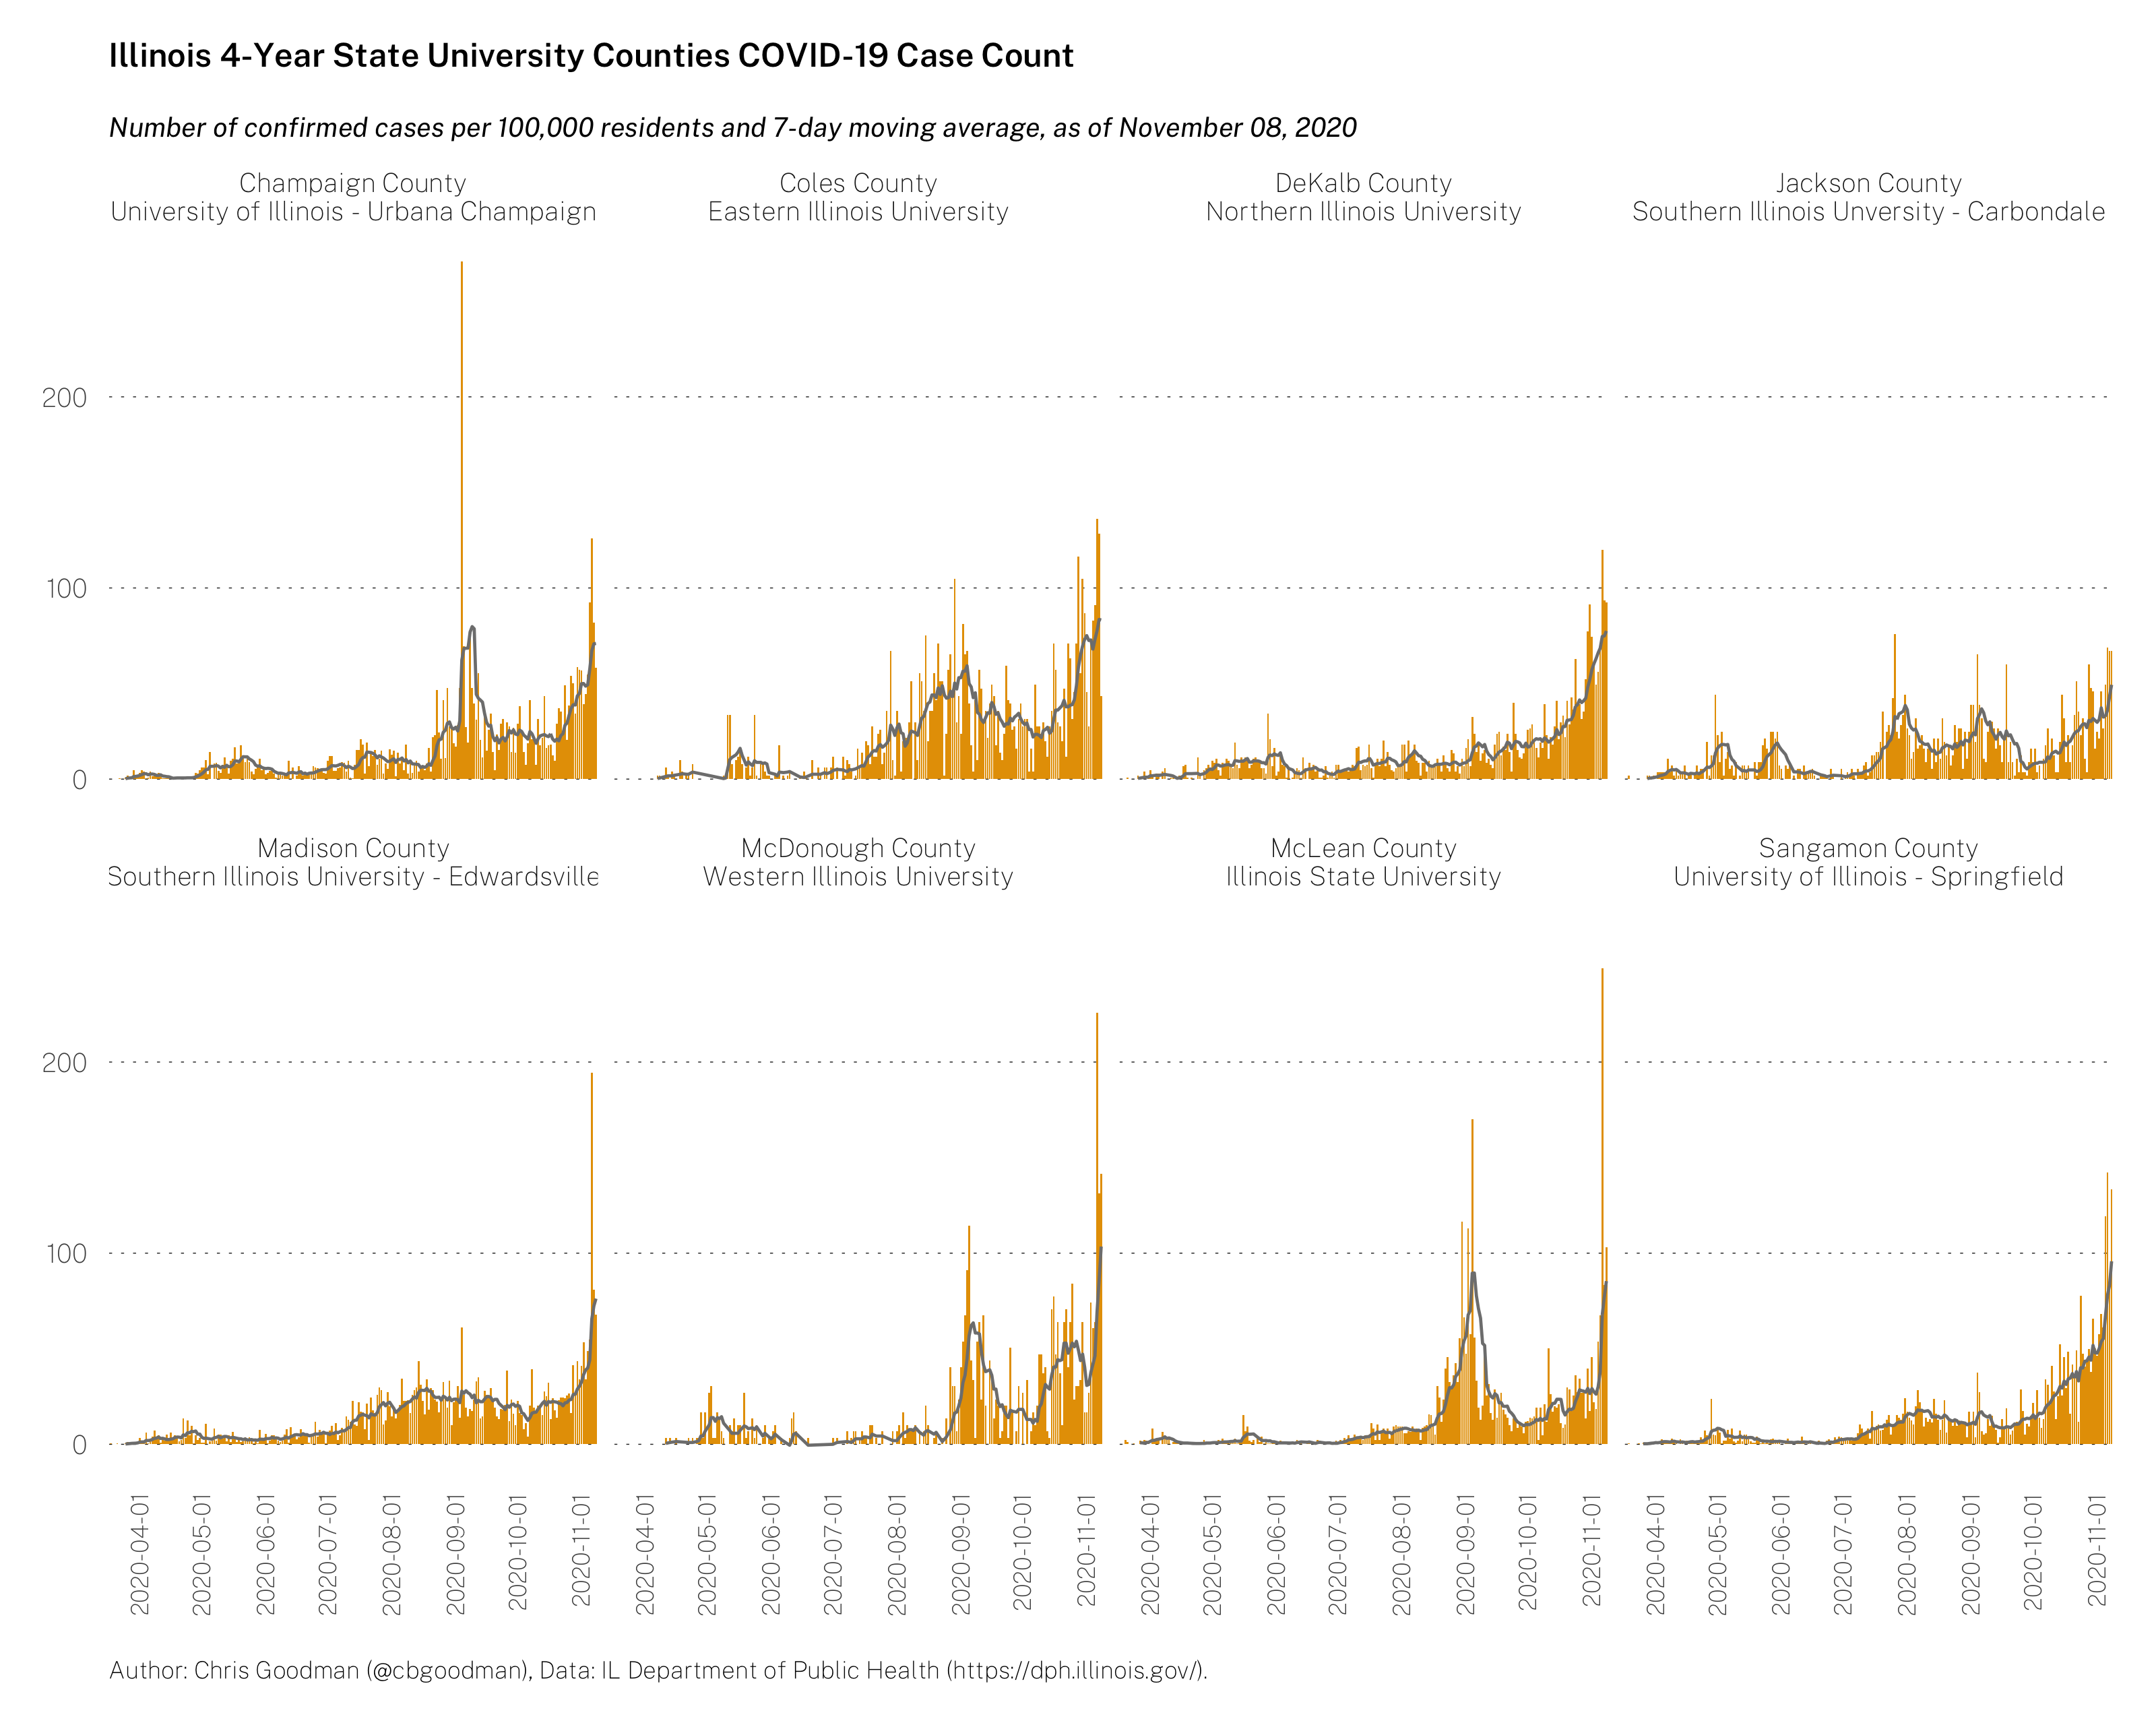 Illinois 4-Year State University Counties COVID-19 Case Count
Number of confirmed cases per 100,000 residents and 7-day moving average, as of November 08, 2020
Champaign County
University of Illinois - Urbana Champaign
Coles County
Eastern Illinois University
DeKalb County
Northern Illinois University
Jackson County
Southern Illinois Unversity - Carbondale
200
100
0
Madison County
Southern Illinois University - Edwardsville
McDonough County
Western Illinois University
McLean County
Illinois State University
Sangamon County
University of Illinois - Springfield
200
100
0
2020-04-01
2020-05-01
2020-06-01
2020-07-01
2020-08-01
2020-09-01
2020-10-01
2020-11-01
2020-04-01
2020-05-01
2020-06-01
2020-07-01
2020-08-01
2020-09-01
2020-10-01
2020-11-01
2020-04-01
2020-05-01
2020-06-01
2020-07-01
2020-08-01
2020-09-01
2020-10-01
2020-11-01
2020-04-01
2020-05-01
2020-06-01
2020-07-01
2020-08-01
2020-09-01
2020-10-01
2020-11-01
Author: Chris Goodman (@cbgoodman), Data: IL Department of Public Health (https://dph.illinois.gov/).